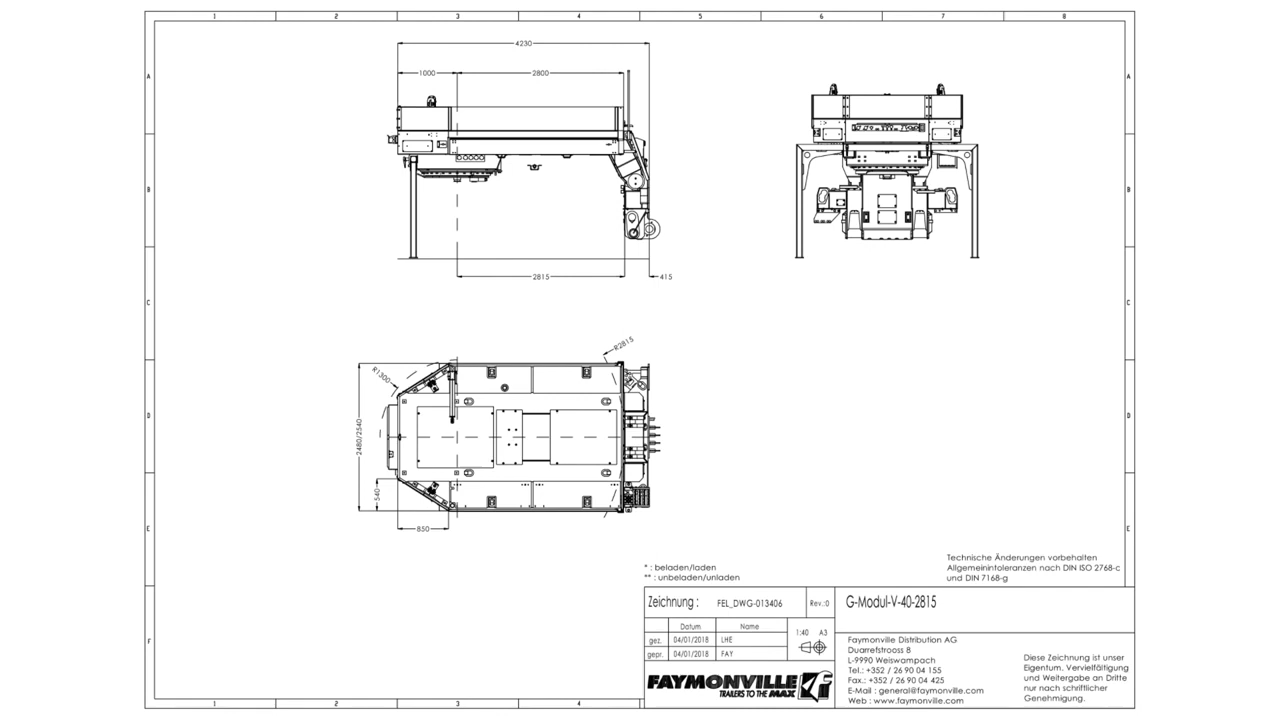 1 2 3 4 5 6 7 8
A A
B B
C C
D D
E E
F
4230
1000 2800
2815 415
R2815
R1300
2480/2540
540
850
* : beladen/laden
** : unbeladen/unladen
Technische Änderungen vorbehalten
Allgemeintoleranzen nach DIN ISO 2768-c
und DIN 7168-g
Zeichnung : FEL_DWG-013406 Rev.:0
G-Modul-V-40-2815
Datum Name
gez. 04/01/2018 LHE
gepr. 04/01/2018 FAY
1:40 A3
FAYMONVILLE
TRAILERS TO THE MAX
Faymonville Distribution AG
Duarrefstrooss 8
L-9990 Weiswampach
Tel.: +352 / 26 90 04 155
Fax.: +352 / 26 90 04 425
E-Mail : general@faymonville.com
Web : www.faymonville.com
Diese Zeichnung ist unser
Eigentum. Vervielfältigung
und Weitergabe an Dritte
nur nach schriftlicher
Genehmigung.
1 2 3 4